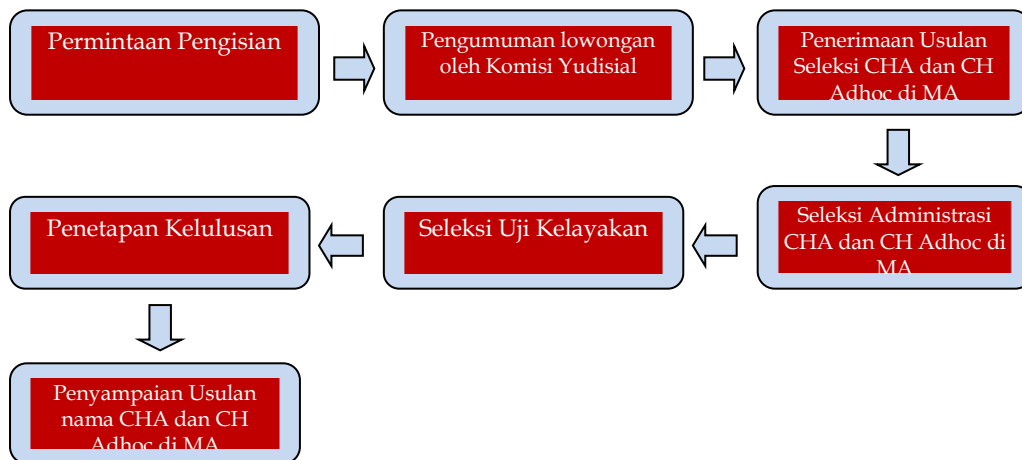 Permintaan Pengisian
Pengumuman lowongan
oleh Komisi Yudisial
Penerimaan Usulan
Seleksi CHA dan CH
Adhoc di MA
Seleksi Administrasi
CHA dan CH Adhoc di
MA
Seleksi Uji Kelayakan
Penetapan Kelulusan
Penyampaian Usulan
nama CHA dan CH
Adhoc di MA